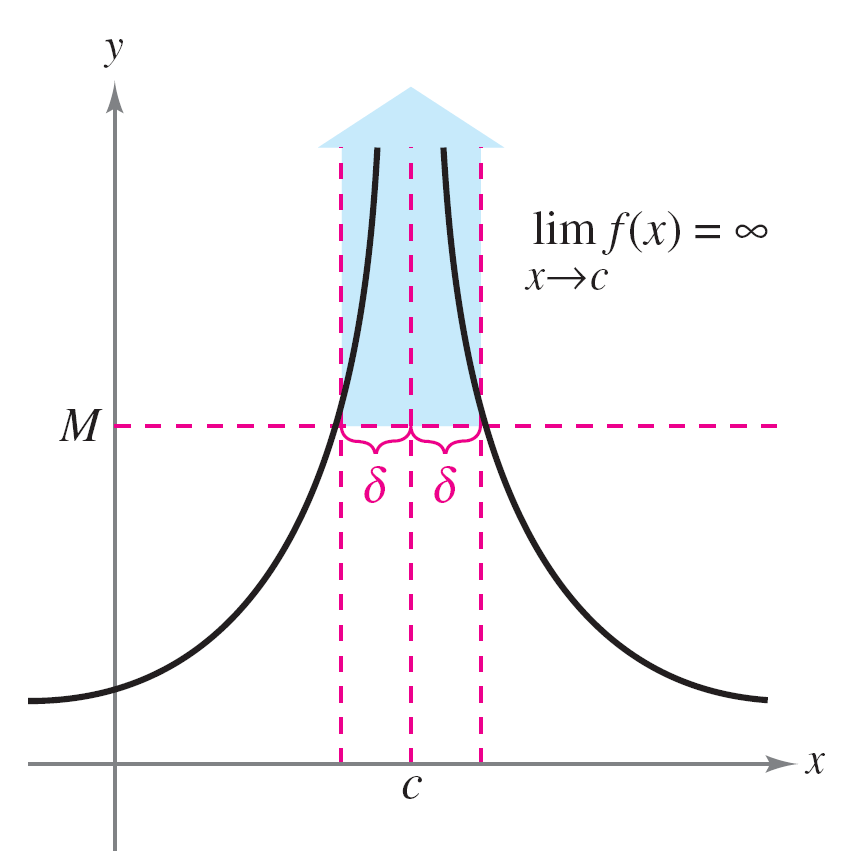 y
lim f(x) = ∞
x→c
M
δ δ
x
c